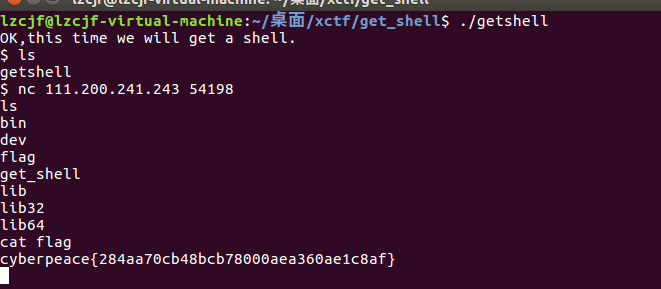 lzcjf@lzcjf-virtual-machine: ~/桌面/xctf/get_shell
lzcjf@lzcjf-virtual-machine:~/桌面/xctf/get_shell$ ./getshell
OK,this time we will get a shell.
$ ls
getshell
$ nc 111.200.241.243 54198
ls
bin
dev
flag
get_shell
lib
lib32
lib64
cat flag
cyberpeace{284aa70cb48bcb78000aea360ae1c8af}